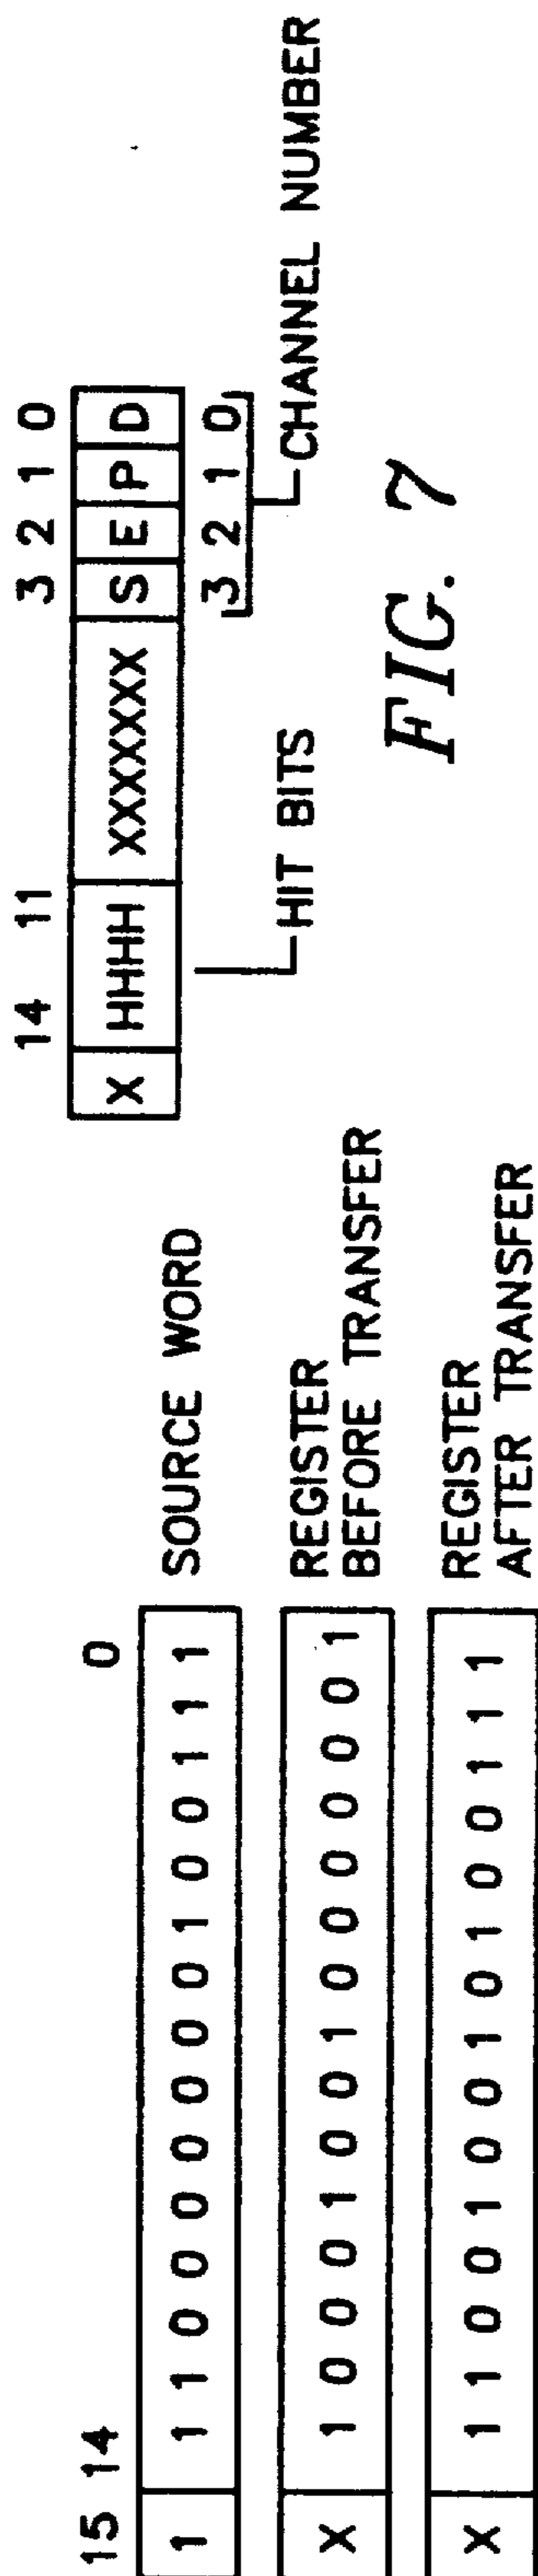 15 14 0
1 1 1 0 0 0 0 0 0 0 1 0 0 1 1 1 SOURCE WORD
X 1 0 0 0 1 0 0 1 0 0 0 0 0 0 1 REGISTER
BEFORE TRANSFER
X 1 1 0 0 1 0 0 1 0 1 0 0 1 1 1 REGISTER
AFTER TRANSFER
14 11 3 2 1 0
X HHHH XXXXXXX S E P D
3 2 1 0
HIT BITS
CHANNEL NUMBER
FIG. 7